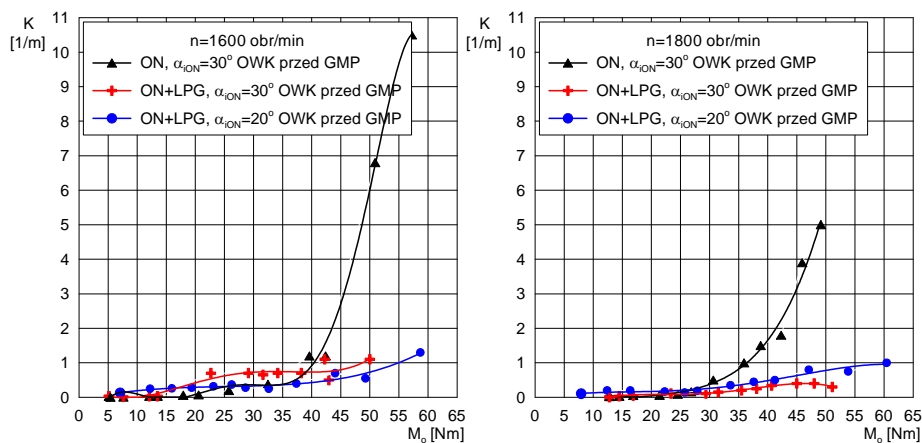 K
[1/m]
11
10
9
8
7
6
5
4
3
2
1
0
n=1600 obr/min
ON, αiON=30° OWK przed GMP
ON+LPG, αiON=30° OWK przed GMP
ON+LPG, αiON=20° OWK przed GMP
0 5 10 15 20 25 30 35 40 45 50 55 60 65
Mo [Nm]
K
[1/m]
11
10
9
8
7
6
5
4
3
2
1
0
n=1800 obr/min
ON, αiON=30° OWK przed GMP
ON+LPG, αiON=30° OWK przed GMP
ON+LPG, αiON=20° OWK przed GMP
0 5 10 15 20 25 30 35 40 45 50 55 60 65
Mo [Nm]